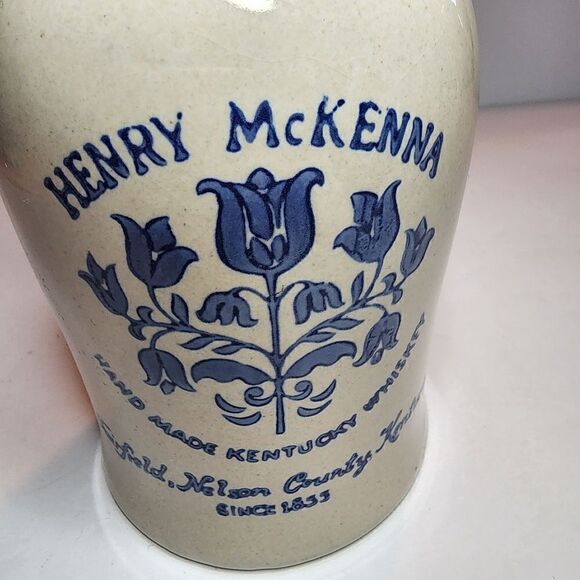 HENRY McKENNA
HAND MADE KENTUCKY WHISKEY
Nelson County,
SINCE 1855